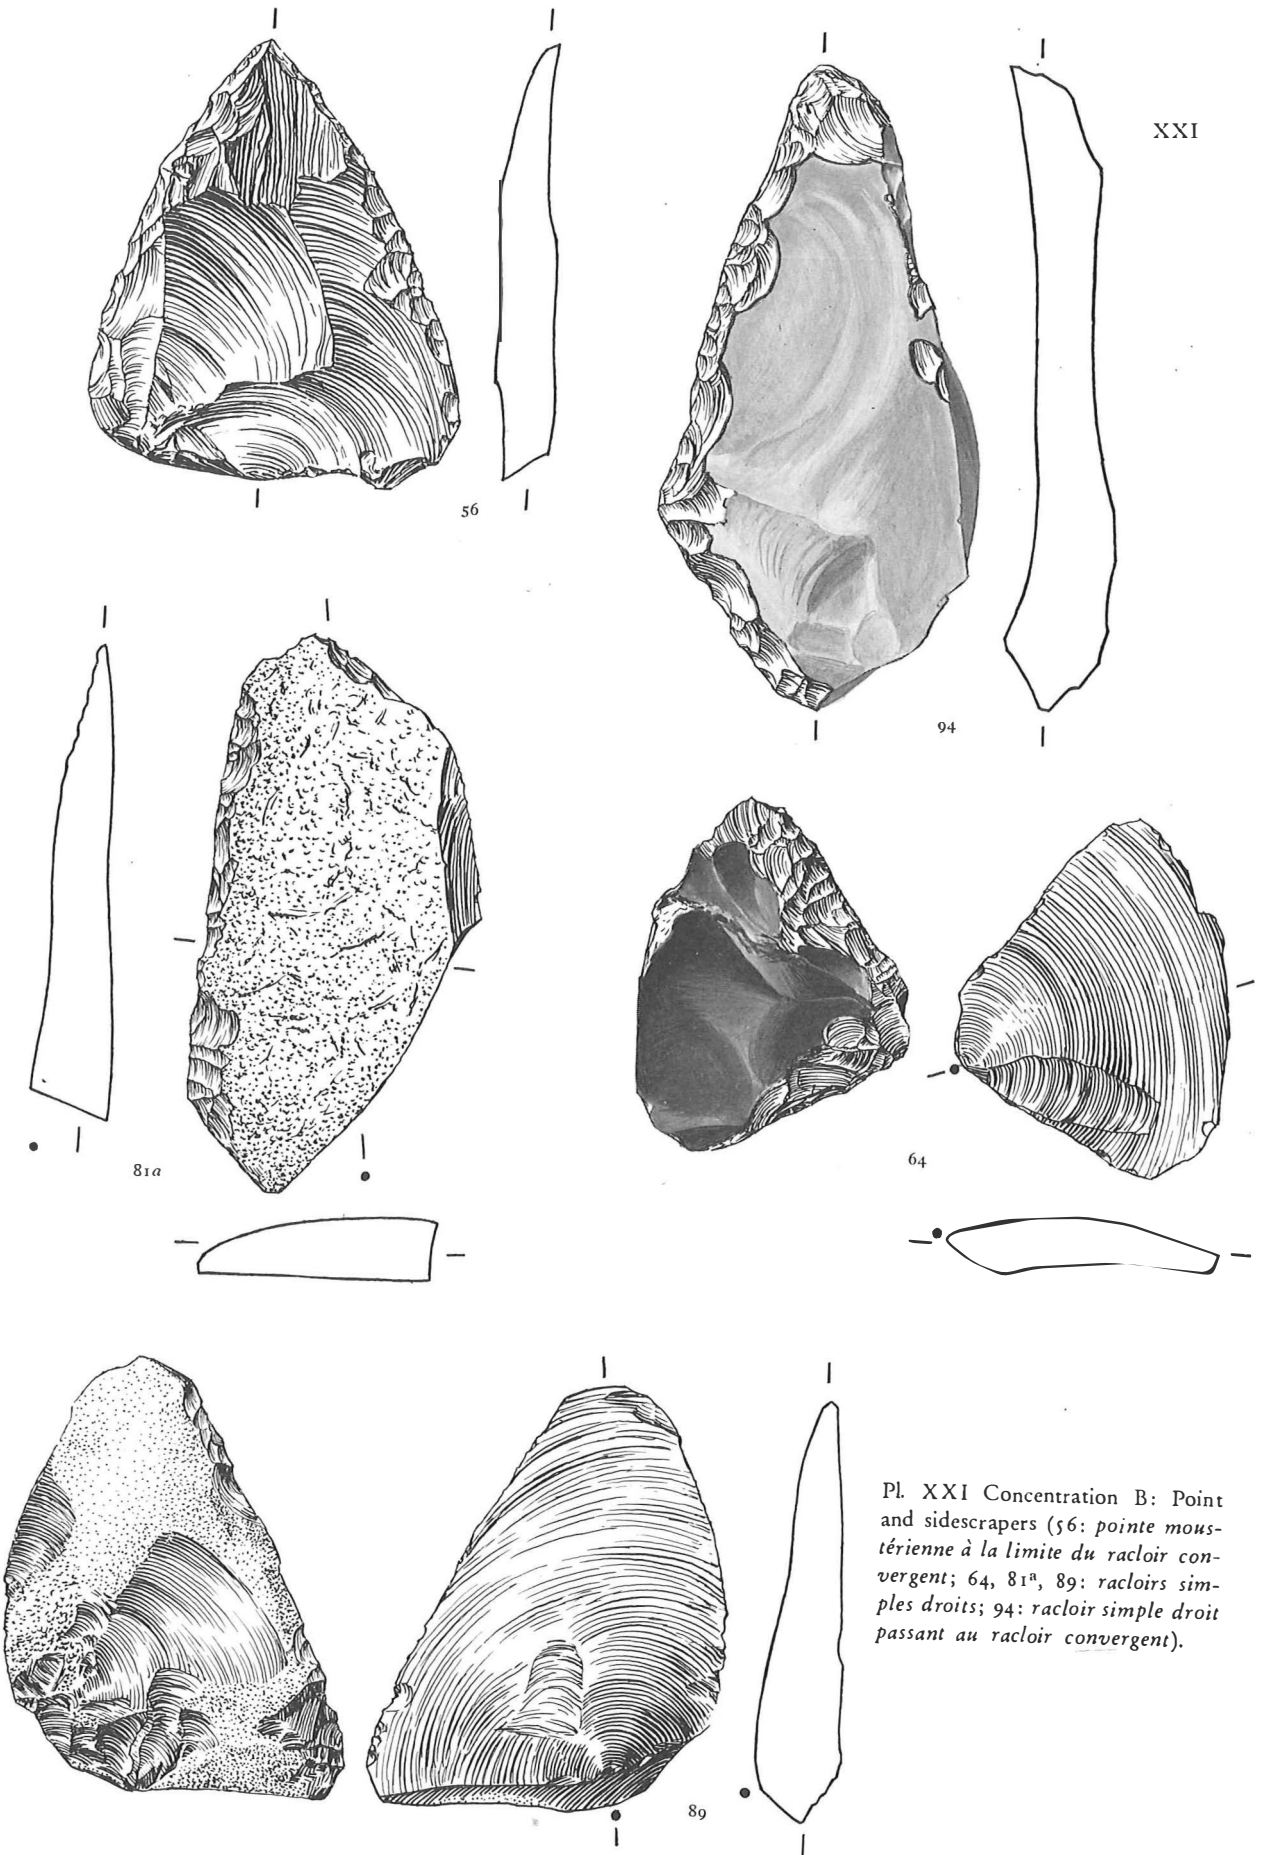 XXI
56
94
81a
64
89
Pl. XXI Concentration B: Point
and sidescrapers (56: pointe mous-
térienne à la limite du racloir con-
vergent; 64, 81ª, 89: racloirs sim-
ples droits; 94: racloir simple droit
passant au racloir convergent).